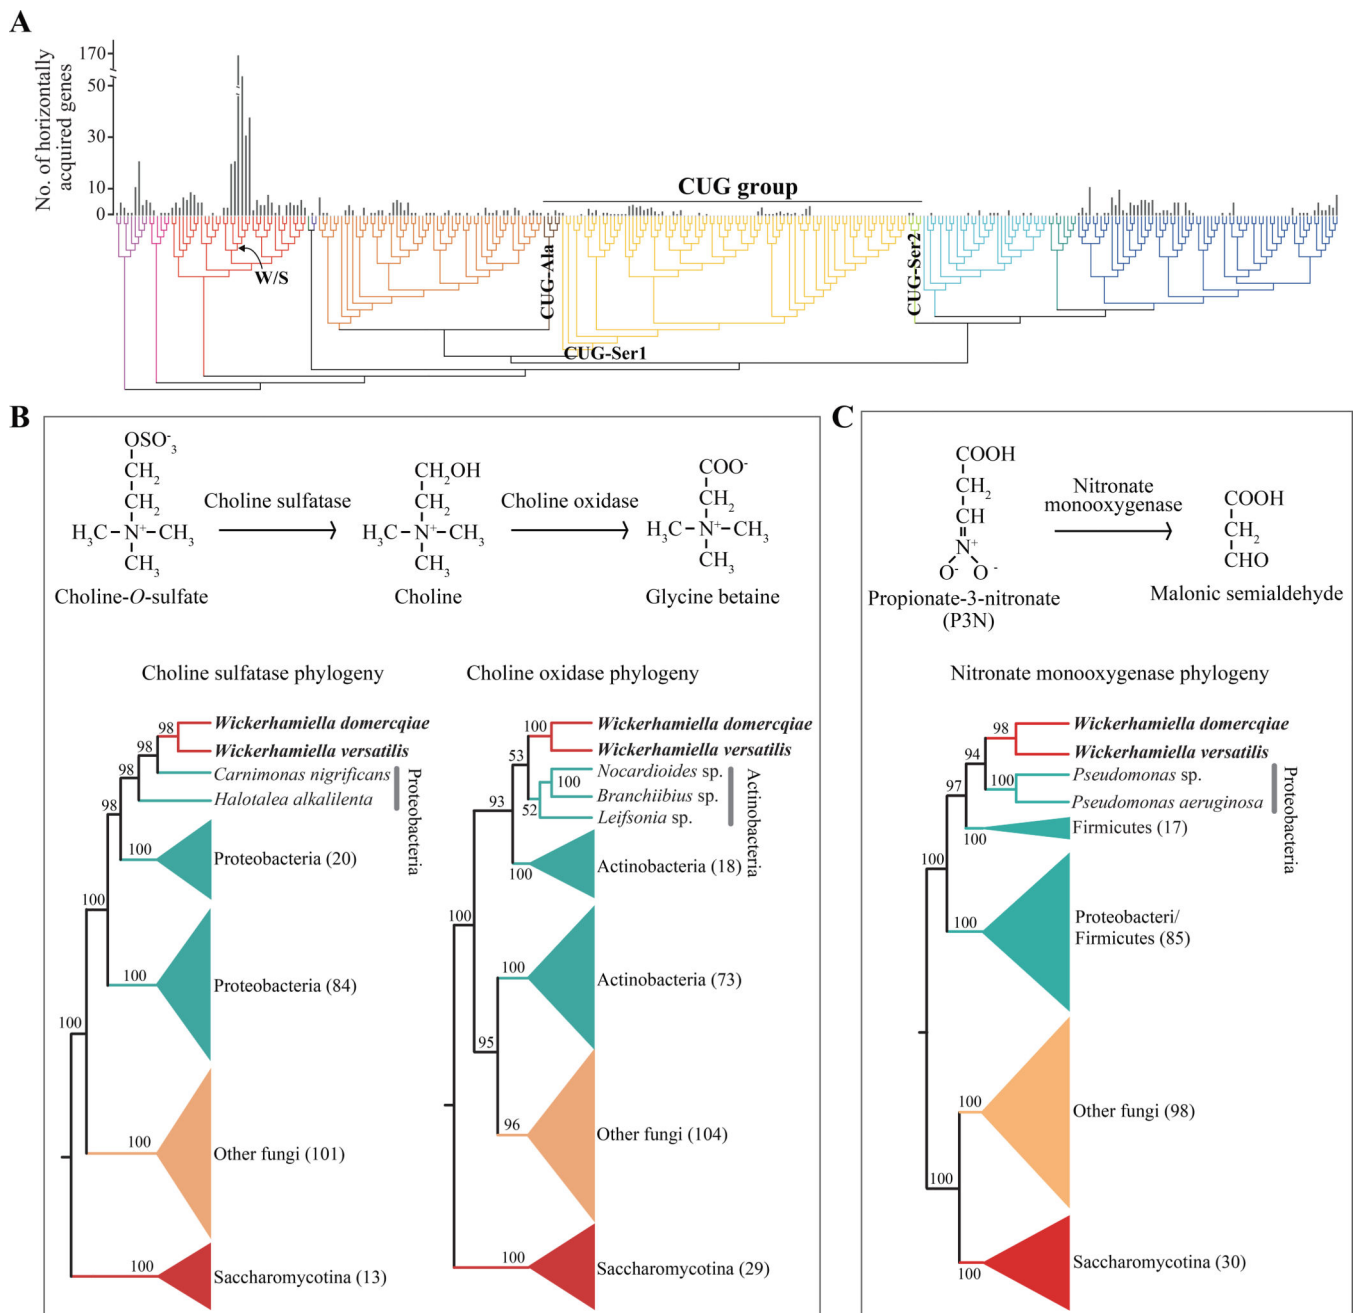 A
No. of horizontally
acquired genes
170
50
30
10
0
CUG group
W/S
CUG-Ala
CUG-Ser1
CUG-Ser2
B
OSO-3
CH2
CH2
H3C–N+–CH3
CH3
Choline-O-sulfate
Choline sulfatase
CH2OH
CH2
H3C–N+–CH3
CH3
Choline
Choline oxidase
COO-
CH2
H3C–N+–CH3
CH3
Glycine betaine
Choline sulfatase phylogeny
98
Wickerhamiella domercqiae
98
Wickerhamiella versatilis
98
Carnimonas nigrificans
98
Halotalea alkalilenta
Proteobacteria
100
Proteobacteria (20)
100
100
Proteobacteria (84)
100
100
Other fungi (101)
100
Saccharomycotina (13)
Choline oxidase phylogeny
100
Wickerhamiella domercqiae
53
Wickerhamiella versatilis
100
Nocardioides sp.
Branchiibius sp.
52
Leifsonia sp.
Actinobacteria
93
100
Actinobacteria (18)
100
100
Actinobacteria (73)
95
96
Other fungi (104)
100
Saccharomycotina (29)
C
COOH
CH2
CH
N+
O- O-
Propionate-3-nitronate
(P3N)
Nitronate
monooxygenase
COOH
CH2
CHO
Malonic semialdehyde
Nitronate monooxygenase phylogeny
98
Wickerhamiella domercqiae
94
Wickerhamiella versatilis
100
Pseudomonas sp.
97
Pseudomonas aeruginosa
Proteobacteria
100
Firmicutes (17)
100
100
Proteobacteri/
Firmicutes (85)
100
Other fungi (98)
100
100
Saccharomycotina (30)